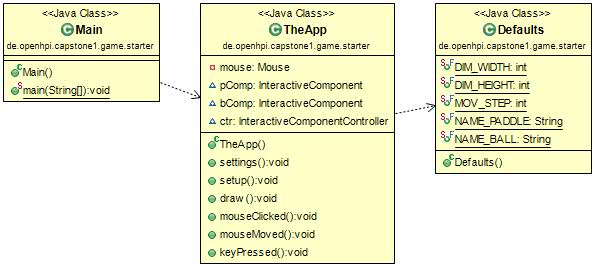 <<Java Class>>
Main
de.openhpi.capstone1.game.starter
Main()
main(String[]):void
<<Java Class>>
TheApp
de.openhpi.capstone1.game.starter
mouse: Mouse
pComp: InteractiveComponent
bComp: InteractiveComponent
ctr: InteractiveComponentController
TheApp()
settings():void
setup():void
draw ():void
mouseClicked():void
mouseMoved():void
keyPressed():void
<<Java Class>>
Defaults
de.openhpi.capstone1.game.starter
DIM_WIDTH: int
DIM_HEIGHT: int
MOV_STEP: int
NAME_PADDLE: String
NAME_BALL: String
Defaults()